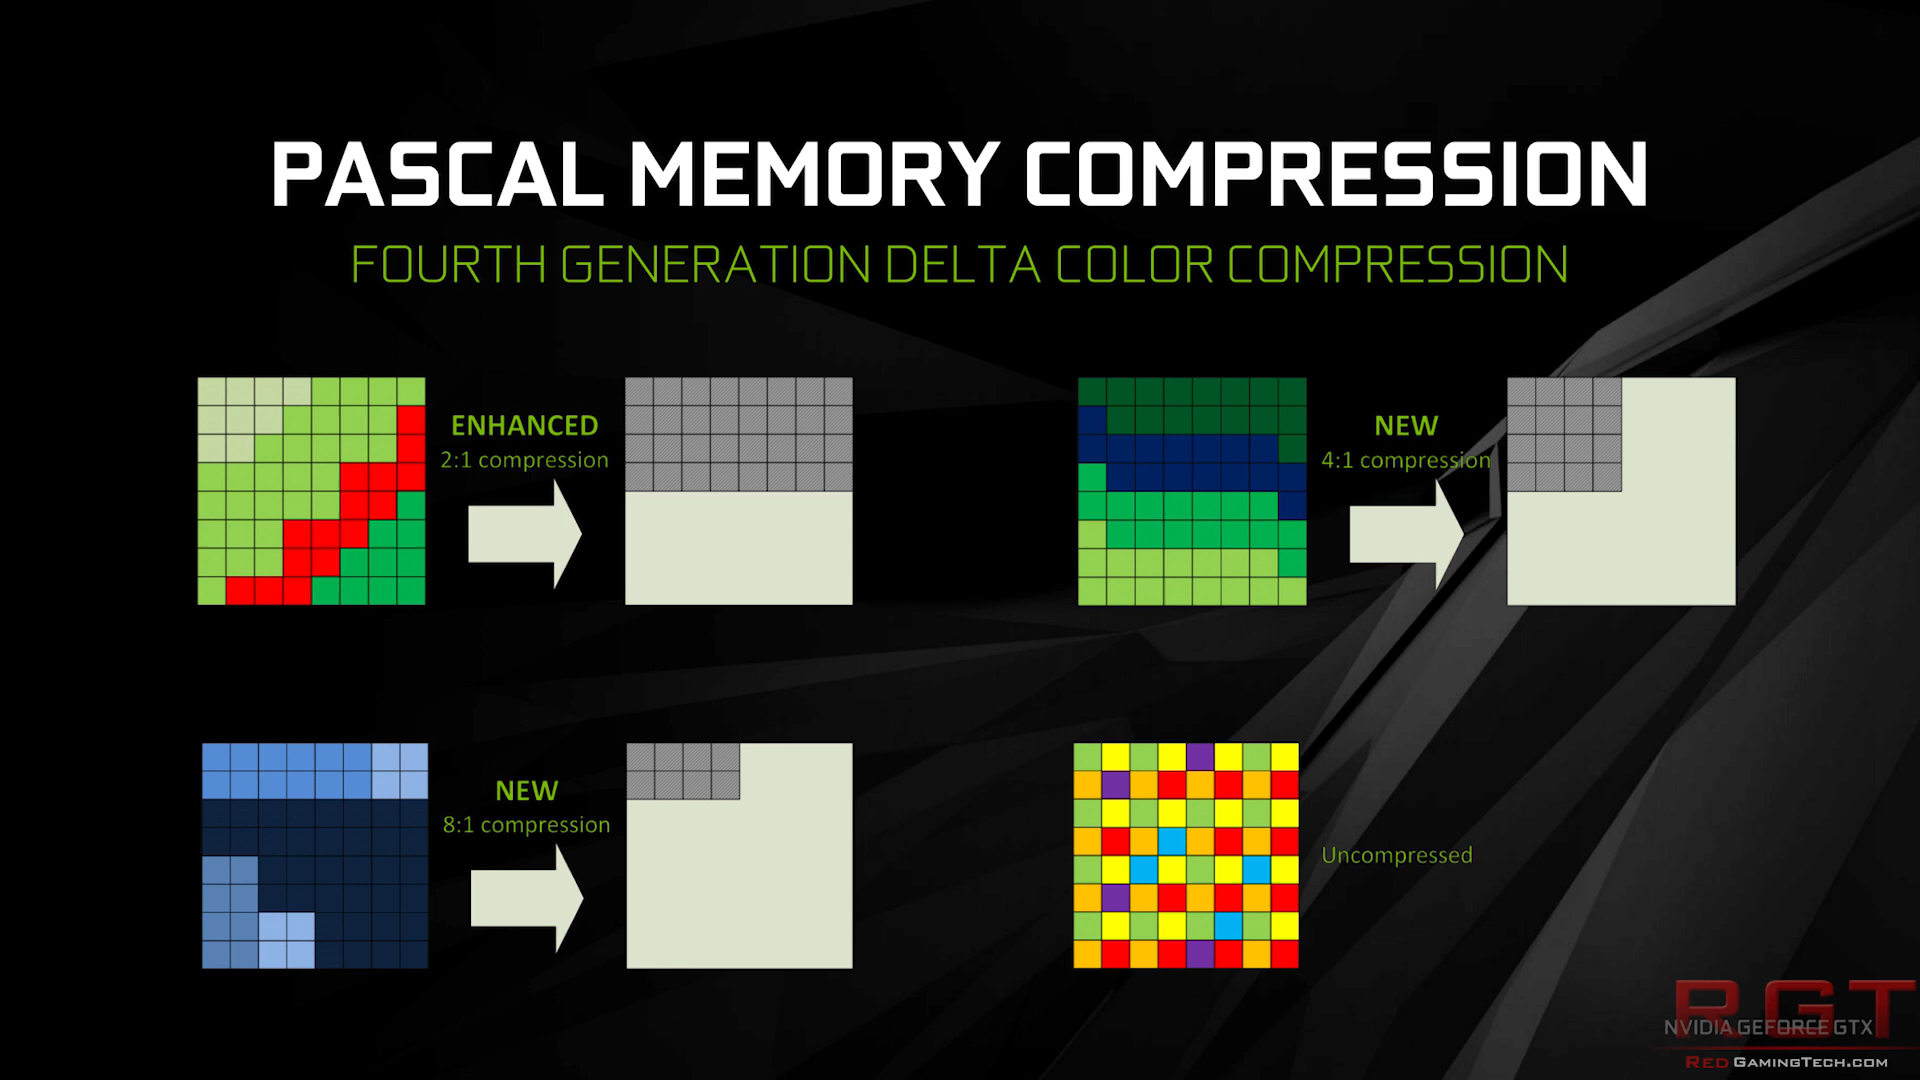 PASCAL MEMORY COMPRESSION
FOURTH GENERATION DELTA COLOR COMPRESSION
ENHANCED
2:1 compression
NEW
4:1 compression
NEW
8:1 compression
Uncompressed
RGT
NVIDIA GEFORCE GTX
RED GAMINGTECH.COM